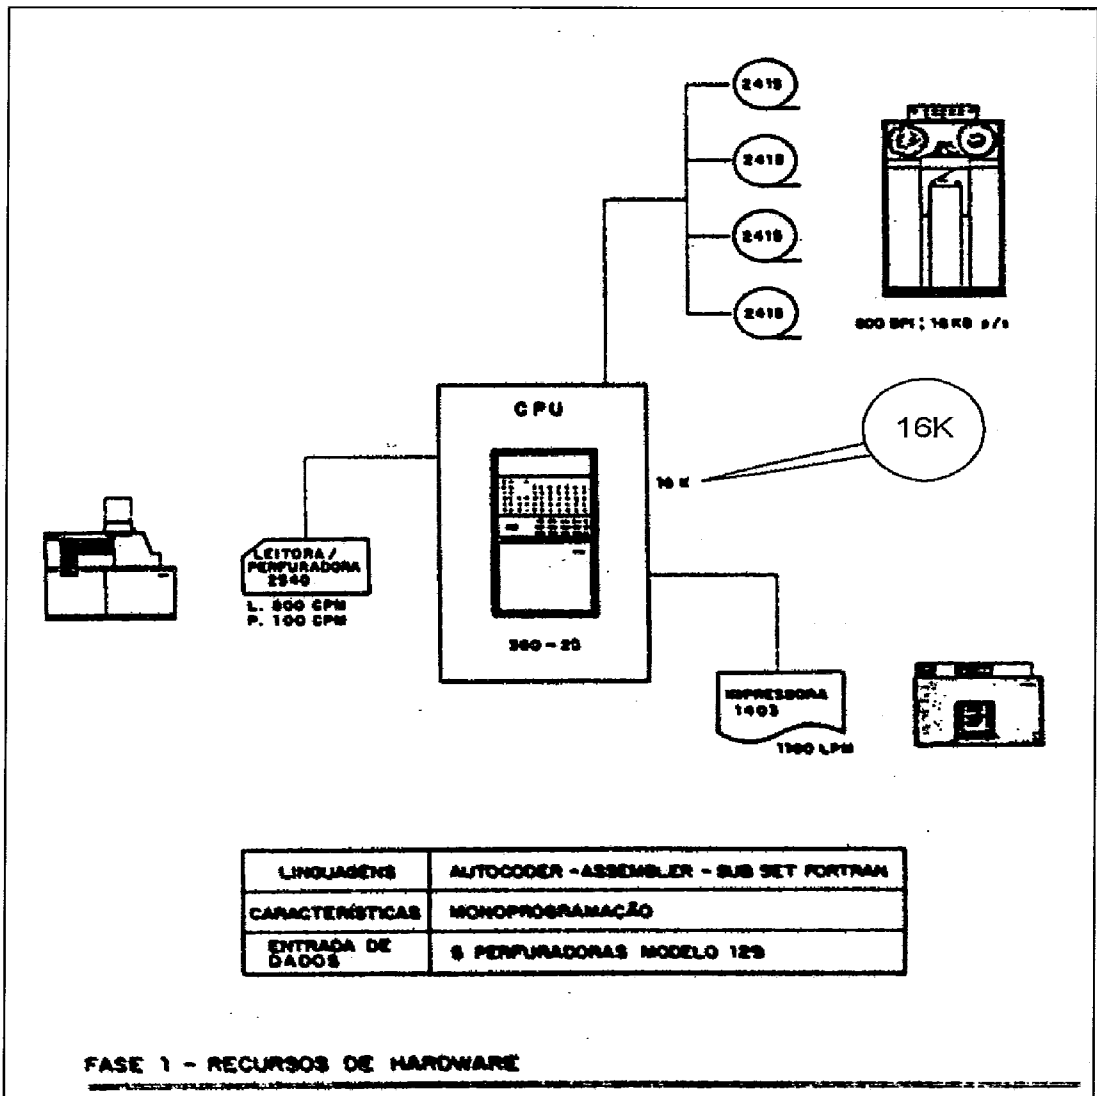 2415
2415
2415
2415
800 BPI; 16 KB p/s
CPU
16K
16 K
LEITORA /
PERFURADORA
2540
L. 800 CPM
P. 100 CPM
360-25
IMPRESSORA
1403
1100 LPM
LINGUAGENS
AUTOCODER - ASSEMBLER - SUB SET FORTRAN
CARACTERÍSTICAS
MONOPROGRAMAÇÃO
ENTRADA DE
DADOS
PERFURADORAS MODELO 129
FASE 1 - RECURSOS DE HARDWARE